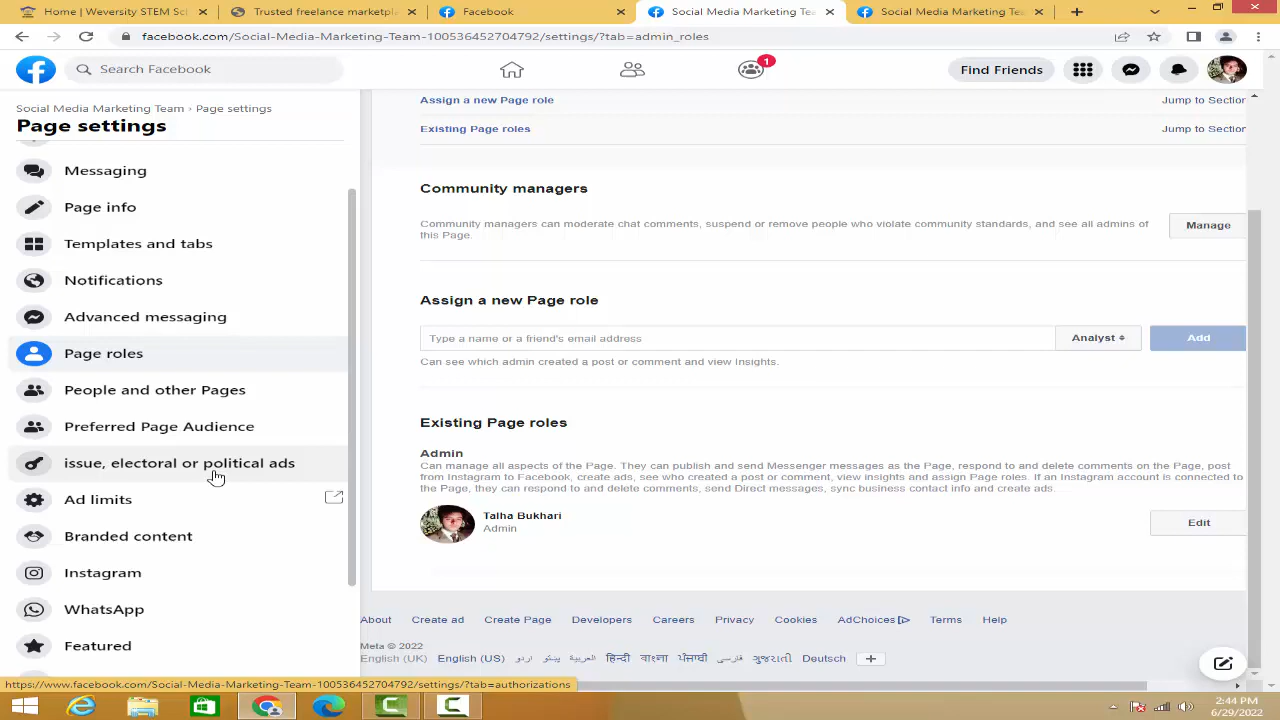 Home | Weversity STEM Sc
Trusted freelance marketpl
Facebook
Social Media Marketing Te
Social Media Marketing Te
facebook.com/Social-Media-Marketing-Team-100536452704792/settings/?tab=admin_roles
Search Facebook
1
Find Friends
Social Media Marketing Team › Page settings
Page settings
Messaging
Page info
Templates and tabs
Notifications
Advanced messaging
Page roles
People and other Pages
Preferred Page Audience
issue, electoral or political ads
Ad limits
Branded content
Instagram
WhatsApp
Featured
https://www.facebook.com/Social-Media-Marketing-Team-100536452704792/settings/?tab=authorizations
Assign a new Page role Jump to Section
Existing Page roles Jump to Section
Community managers
Community managers can moderate chat comments, suspend or remove people who violate community standards, and see all admins of
this Page.
Manage
Assign a new Page role
Type a name or a friend's email address
Analyst
Add
Can see which admin created a post or comment and view Insights.
Existing Page roles
Admin
Can manage all aspects of the Page. They can publish and send Messenger messages as the Page, respond to and delete comments on the Page, post
from Instagram to Facebook, create ads, see who created a post or comment, view insights and assign Page roles. If an Instagram account is connected to
the Page, they can respond to and delete comments, send Direct messages, sync business contact info and create ads.
Talha Bukhari
Admin
Edit
About Create ad Create Page Developers Careers Privacy Cookies AdChoices Terms Help
Meta © 2022
English (UK) English (US) اردو پښتو العربية हिन्दी বাংলা ਪੰਜਾਬੀ فارسی ગુજરાતી Deutsch
2:44 PM
6/29/2022